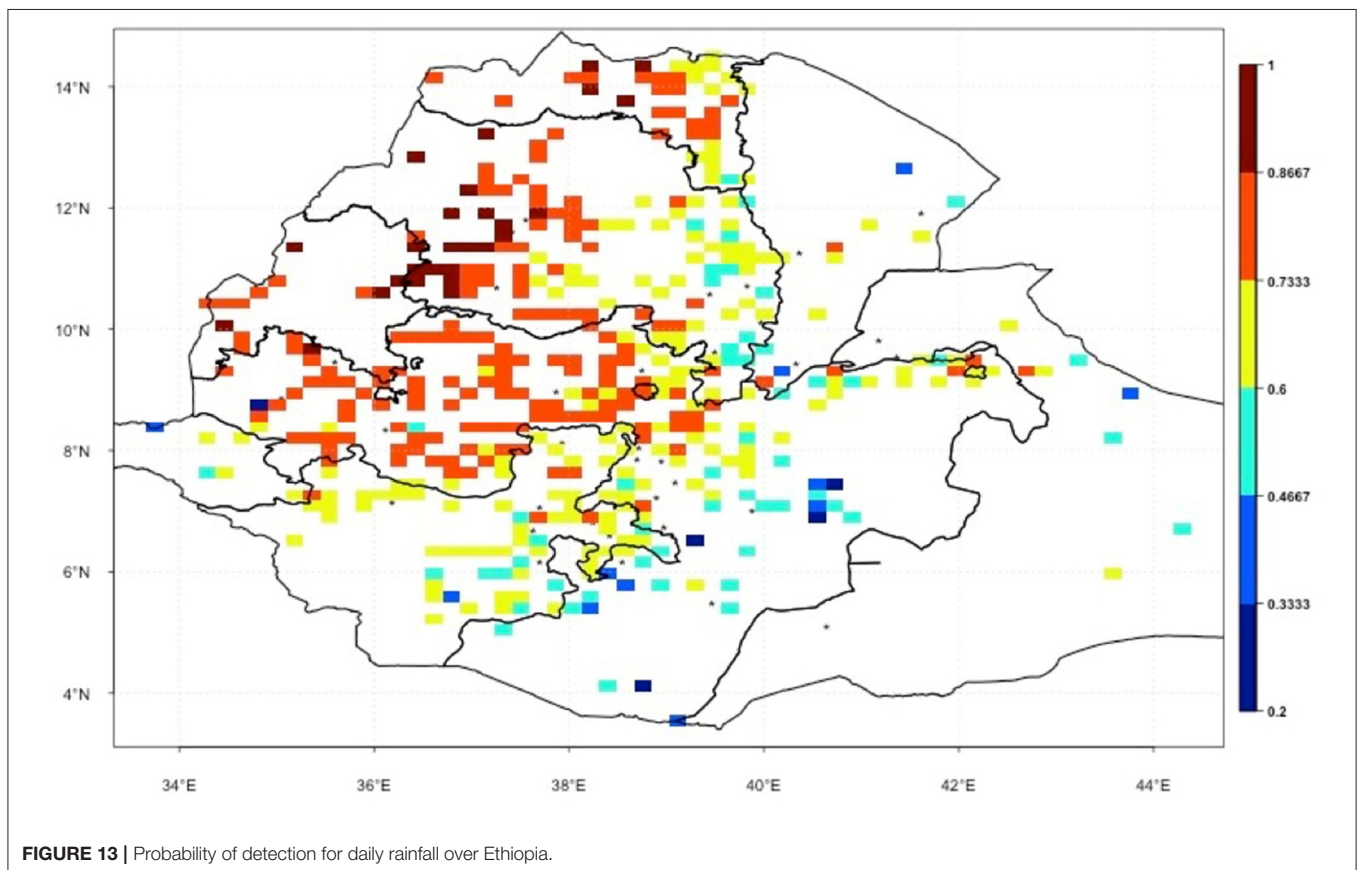 14°N
12°N
10°N
8°N
6°N
4°N
34°E
36°E
38°E
40°E
42°E
44°E
1
0.8667
0.7333
0.6
0.4667
0.3333
0.2
FIGURE 13 | Probability of detection for daily rainfall over Ethiopia.